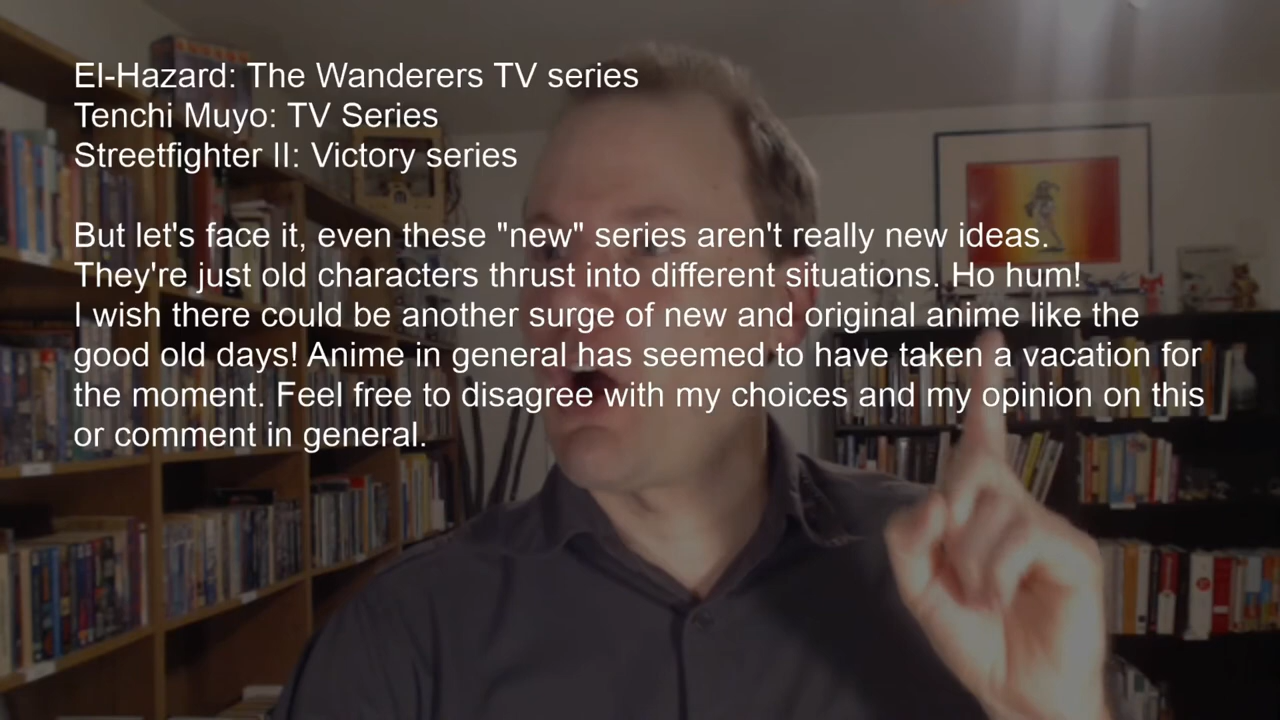 El-Hazard: The Wanderers TV series
Tenchi Muyo: TV Series
Streetfighter II: Victory series
But let's face it, even these "new" series aren't really new ideas.
They're just old characters thrust into different situations. Ho hum!
I wish there could be another surge of new and original anime like the
good old days! Anime in general has seemed to have taken a vacation for
the moment. Feel free to disagree with my choices and my opinion on this
or comment in general.